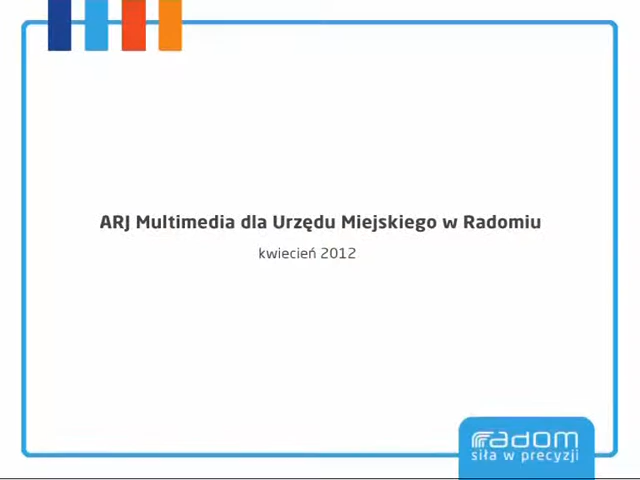 ARJ Multimedia dla Urzędu Miejskiego w Radomiu
kwiecień 2012
radom
siła w precyzji